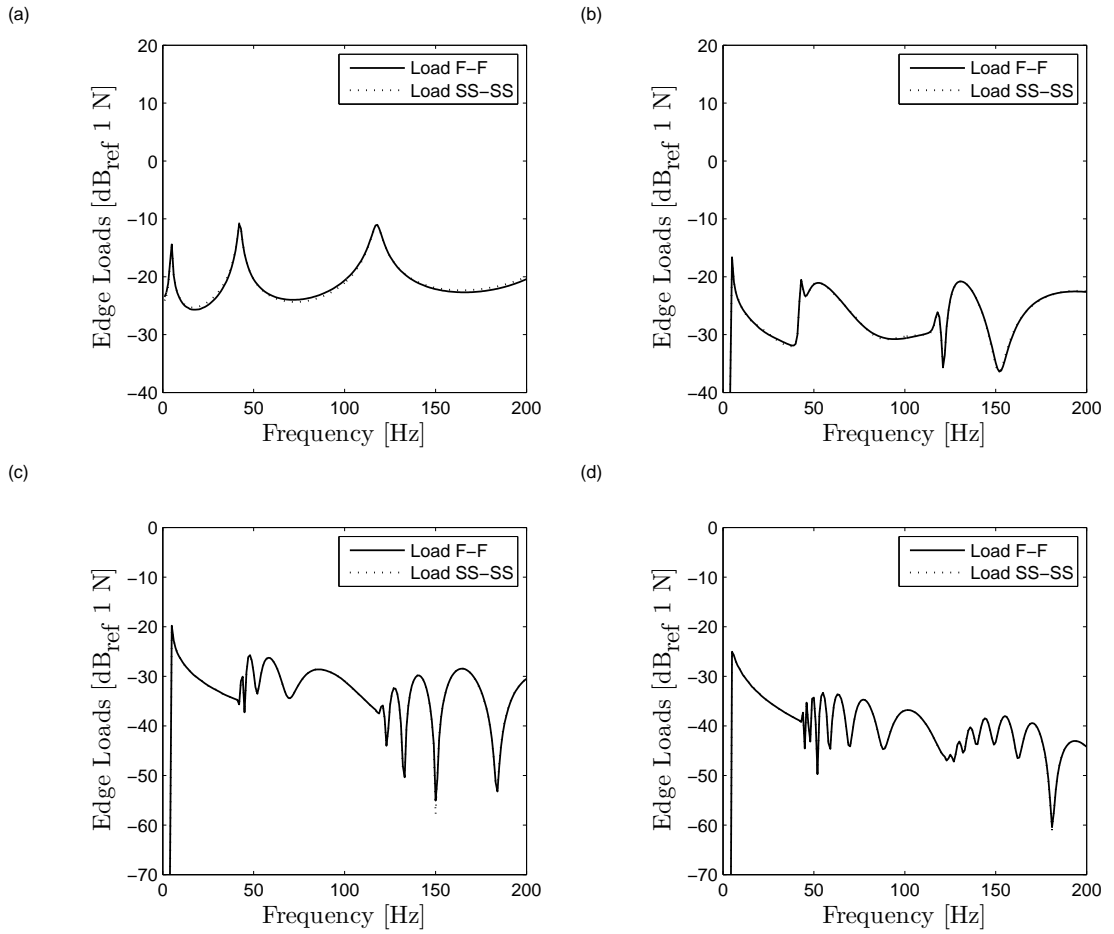 (a)
20
10
0
−10
−20
−30
−40
0 50 100 150 200
Edge Loads [dB_ref 1 N]
Frequency [Hz]
Load F−F
Load SS−SS
(b)
20
10
0
−10
−20
−30
−40
0 50 100 150 200
Edge Loads [dB_ref 1 N]
Frequency [Hz]
Load F−F
Load SS−SS
(c)
0
−10
−20
−30
−40
−50
−60
−70
0 50 100 150 200
Edge Loads [dB_ref 1 N]
Frequency [Hz]
Load F−F
Load SS−SS
(d)
0
−10
−20
−30
−40
−50
−60
−70
0 50 100 150 200
Edge Loads [dB_ref 1 N]
Frequency [Hz]
Load F−F
Load SS−SS